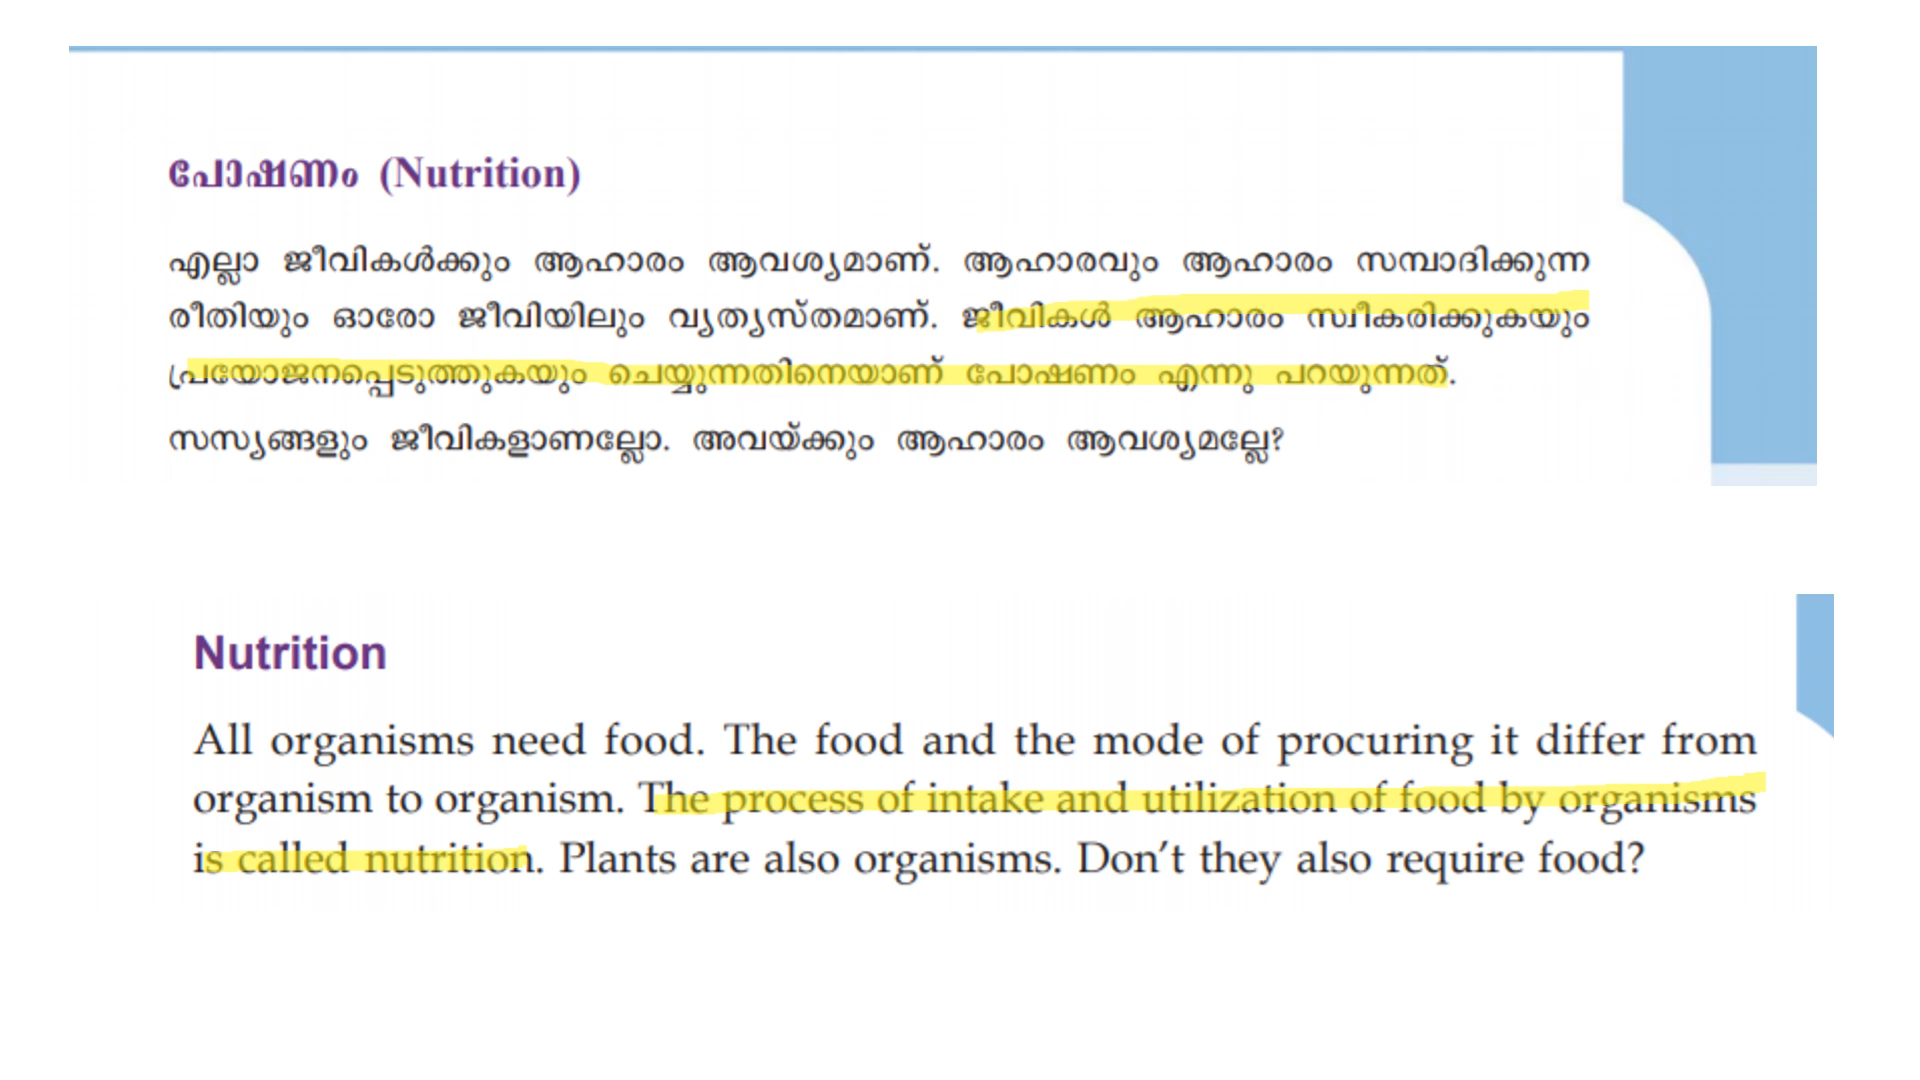 പോഷണം (Nutrition)
എല്ലാ ജീവികൾക്കും ആഹാരം ആവശ്യമാണ്. ആഹാരവും ആഹാരം സമ്പാദിക്കുന്ന
രീതിയും ഓരോ ജീവിയിലും വ്യത്യസ്തമാണ്. ജീവികൾ ആഹാരം സ്വീകരിക്കുകയും
പ്രയോജനപ്പെടുത്തുകയും ചെയ്യുന്നതിനെയാണ് പോഷണം എന്നു പറയുന്നത്.
സസ്യങ്ങളും ജീവികളാണല്ലോ. അവയ്ക്കും ആഹാരം ആവശ്യമല്ലേ?
Nutrition
All organisms need food. The food and the mode of procuring it differ from
organism to organism. The process of intake and utilization of food by organisms
is called nutrition. Plants are also organisms. Don’t they also require food?